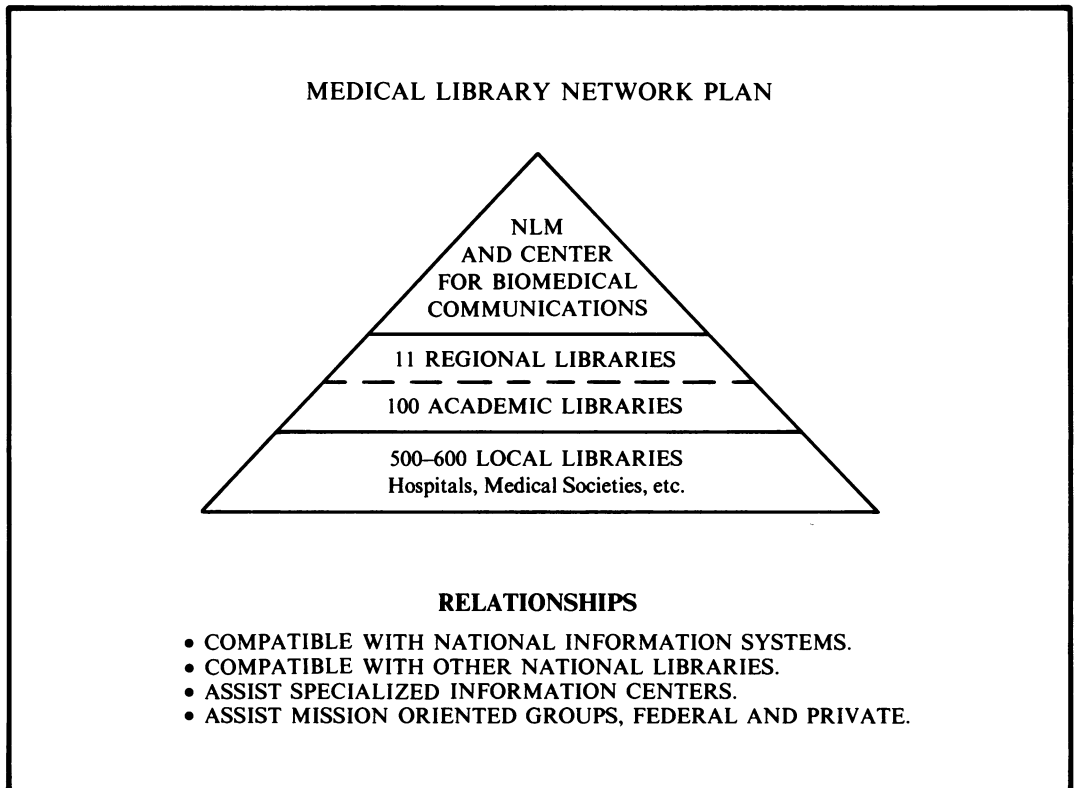 MEDICAL LIBRARY NETWORK PLAN
NLM
AND CENTER
FOR BIOMEDICAL
COMMUNICATIONS
11 REGIONAL LIBRARIES
100 ACADEMIC LIBRARIES
500–600 LOCAL LIBRARIES
Hospitals, Medical Societies, etc.
RELATIONSHIPS
• COMPATIBLE WITH NATIONAL INFORMATION SYSTEMS.
• COMPATIBLE WITH OTHER NATIONAL LIBRARIES.
• ASSIST SPECIALIZED INFORMATION CENTERS.
• ASSIST MISSION ORIENTED GROUPS, FEDERAL AND PRIVATE.